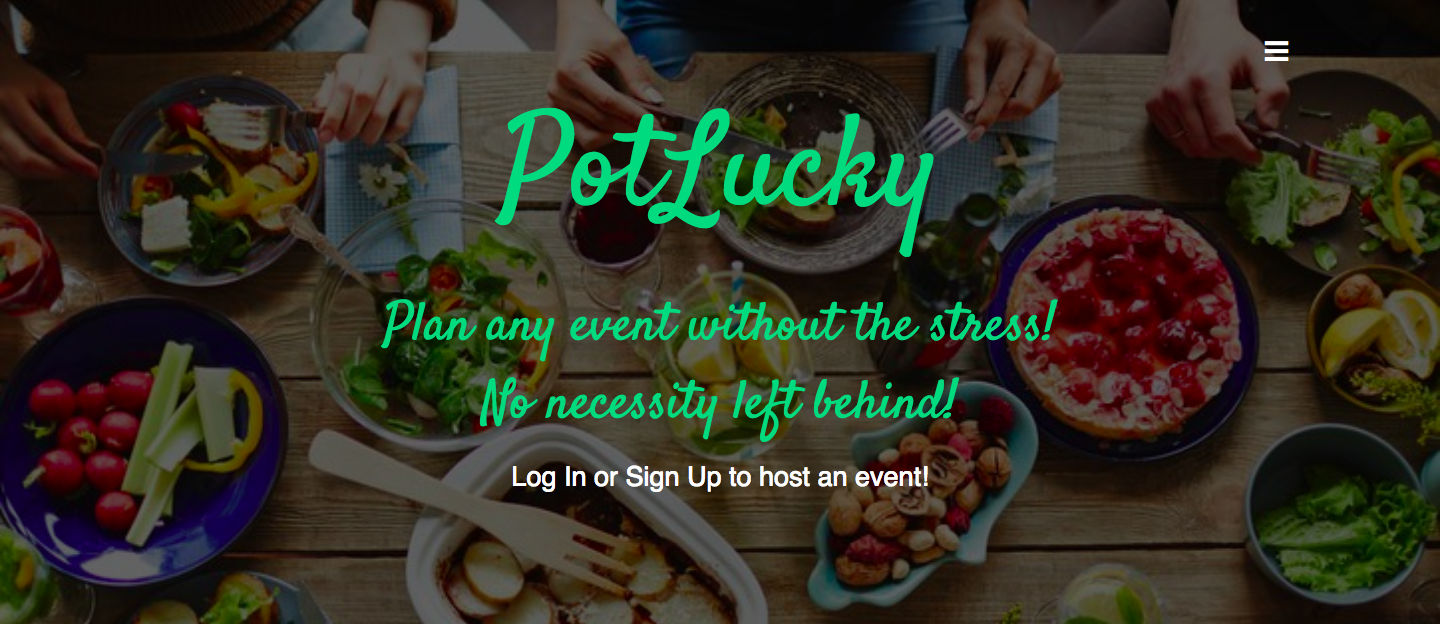 PotLucky
Plan any event without the stress!
No necessity left behind!
Log In or Sign Up to host an event!